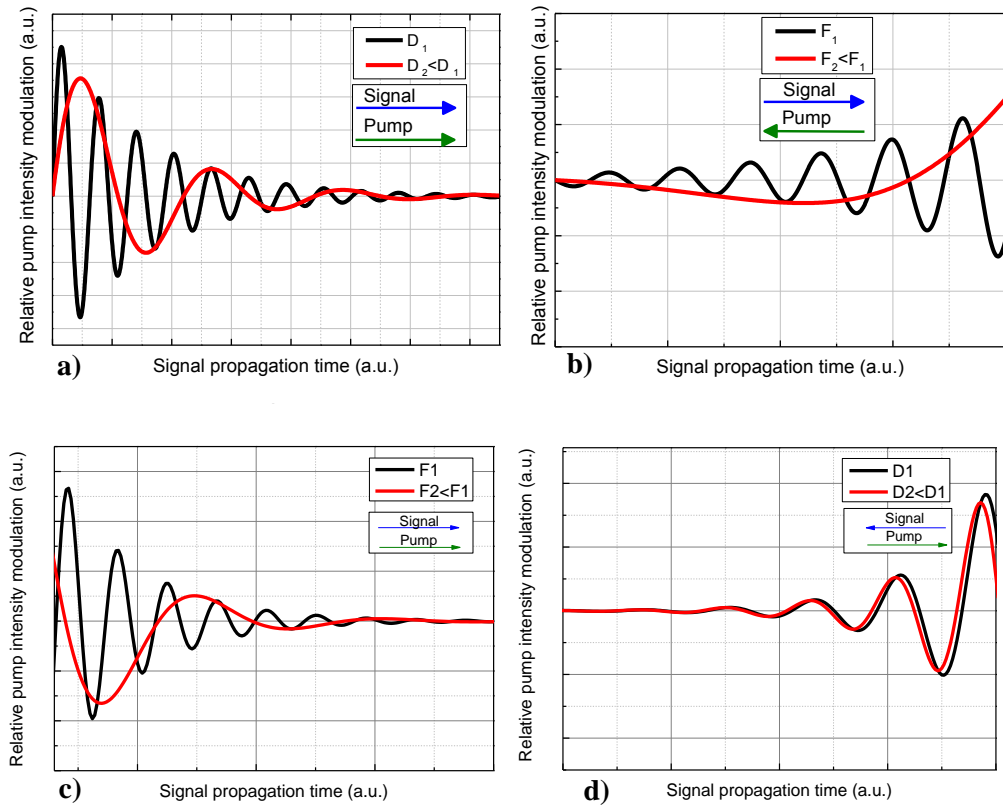 Relative pump intensity modulation (a.u.)
D₁
D₂<D₁
Signal
Pump
Signal propagation time (a.u.)
a)
Relative pump intensity modulation (a.u.)
F₁
F₂<F₁
Signal
Pump
Signal propagation time (a.u.)
b)
Relative pump intensity modulation (a.u.)
F1
F2<F1
Signal
Pump
Signal propagation time (a.u.)
c)
Relative pump intensity modulation (a.u.)
D1
D2<D1
Signal
Pump
Signal propagation time (a.u.)
d)